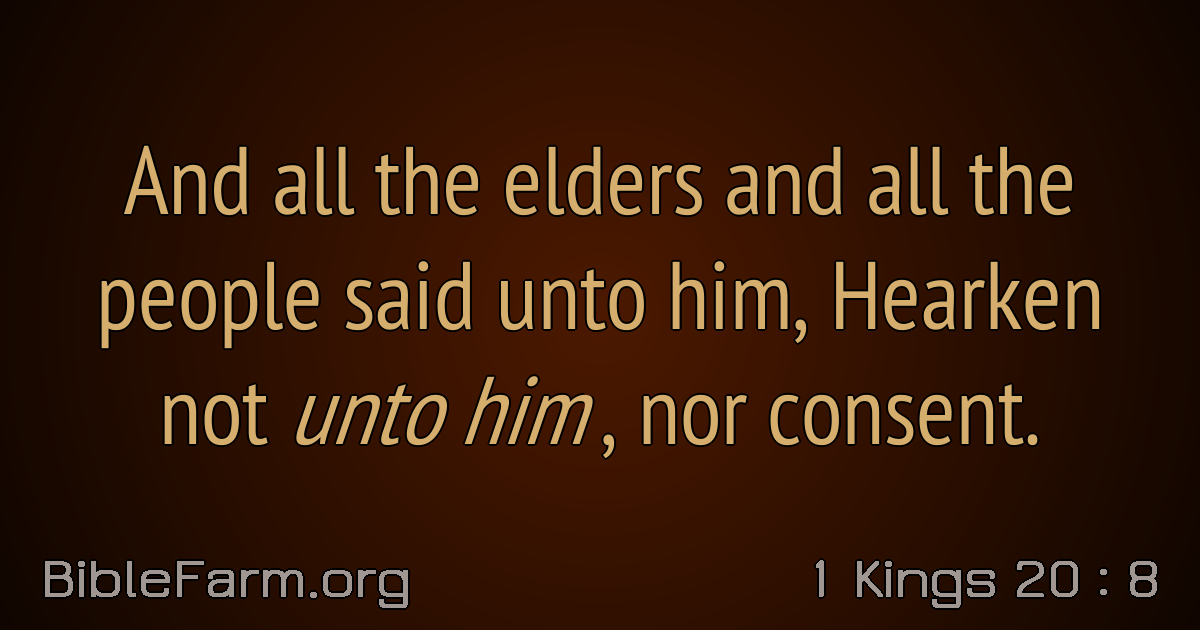 And all the elders and all the
people said unto him, Hearken
not unto him, nor consent.
BibleFarm.org
1 Kings 20 : 8